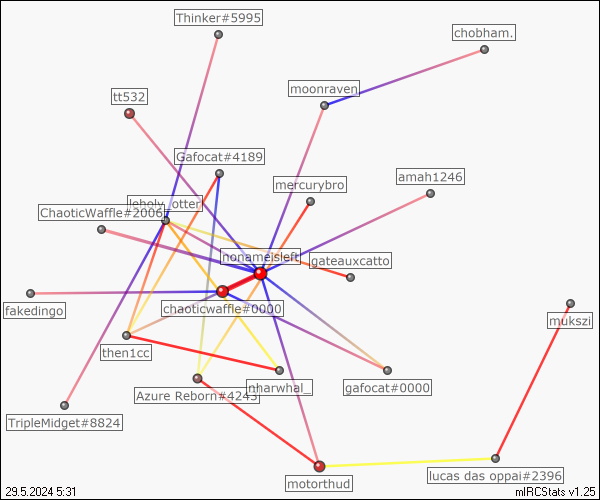 Thinker#5995
chobham.
moonraven
tt532
Gafocat#4189
mercurybro
amah1246
leholy_otter
ChaoticWaffle#2006
nonameisleft
gateauxcatto
chaoticwaffle#0000
fakedingo
mukszi
then1cc
nharwhal_
gafocat#0000
Azure Reborn#4243
TripleMidget#8824
motorthud
lucas das oppai#2396
29.5.2024 5:31
mIRCStats v1.25